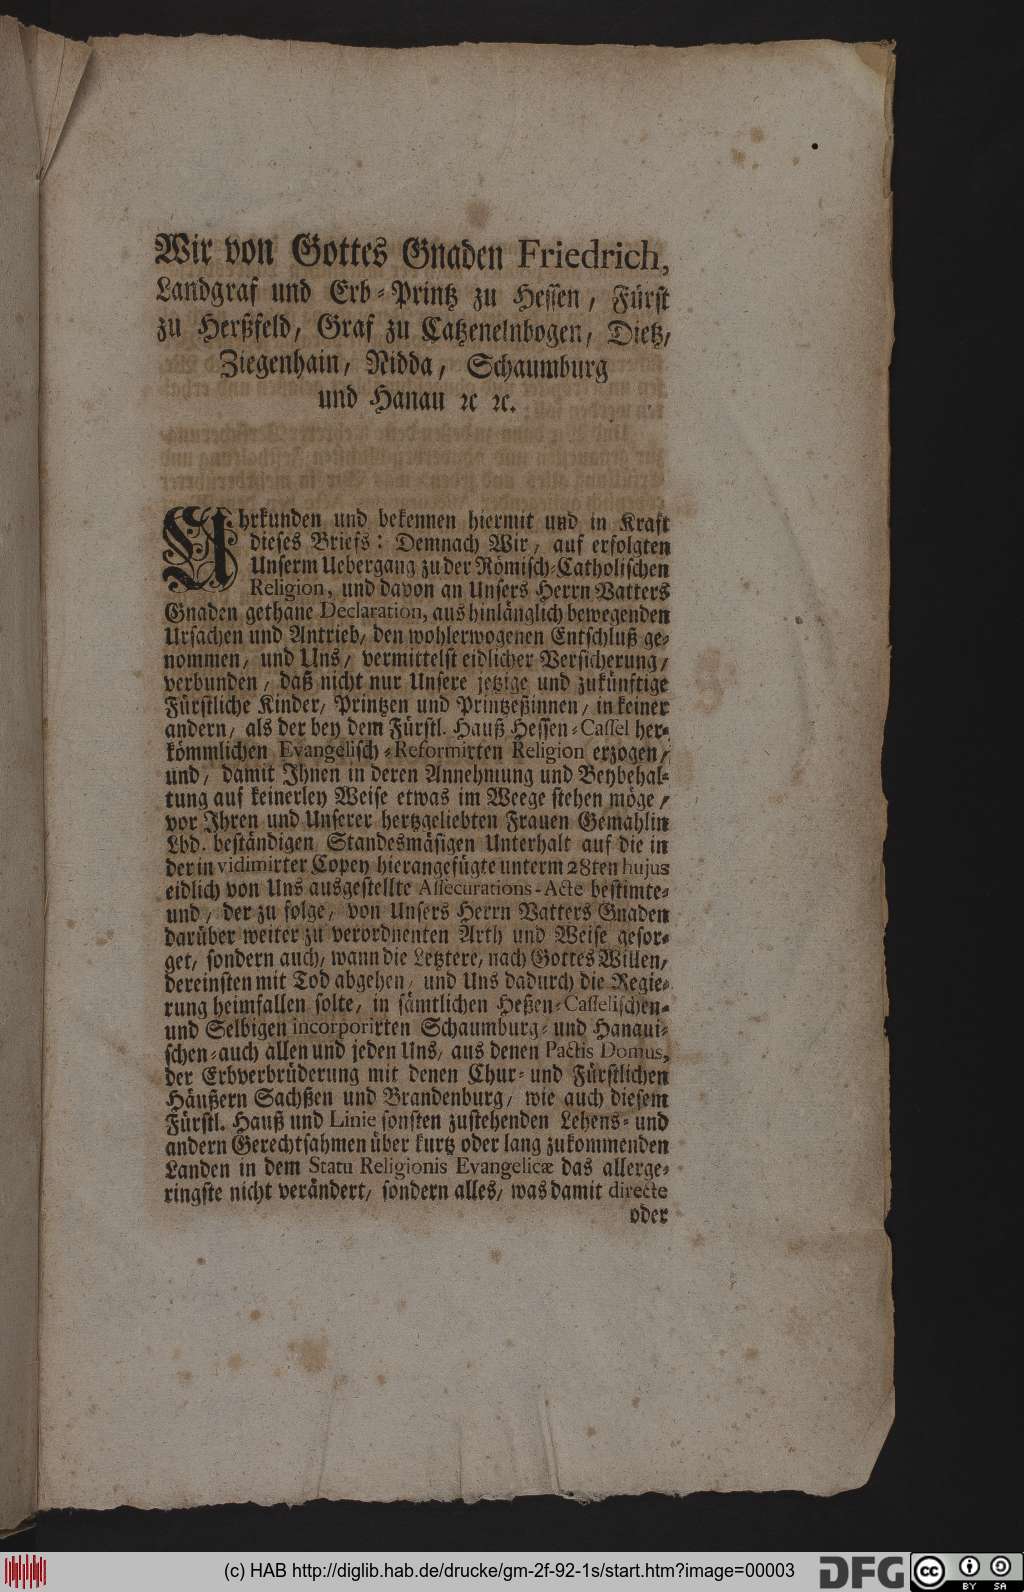 Wir von Gottes Gnaden Friedrich,
Landgraf und Erb-Printz zu Hessen, Fürst
zu Herßfeld, Graf zu Catzenelnbogen, Dietz,
Ziegenhain, Nidda, Schaumburg
und Hanau ꝛc ꝛc.
Uhrkunden und bekennen hiermit und in Kraft
dieses Briefs: Demnach Wir, auf erfolgten
Unserm Uebergang zu der Römisch-Catholischen
Religion, und davon an Unsers Herrn Vatters
Gnaden gethane Declaration, aus hinlänglich bewegenden
Ursachen und Antrieb, den wohlerwogenen Entschluß ge-
nommen, und Uns, vermittelst eidlicher Versicherung,
verbunden, daß nicht nur Unsere jetzige und zukünftige
Fürstliche Kinder, Printzen und Printzeßinnen, in keiner
andern, als der bey dem Fürstl. Hauß Hessen-Cassel her-
kömmlichen Evangelisch-Reformirten Religion erzogen,
und, damit Ihnen in deren Annehmung und Beybehal-
tung auf keinerley Weise etwas im Weege stehen möge,
vor Ihren und Unserer hertzgeliebten Frauen Gemahlin
Lbd. beständigen Standesmäsigen Unterhalt auf die in
der in vidimirter Copey hierangefügte unterm 28ten hujus
eidlich von Uns ausgestellte Assecurations-Acte bestimte-
und, der zu folge, von Unsers Herrn Vatters Gnaden
darüber weiter zu verordnenten Arth und Weise gesor-
get, sondern auch, wann die Letztere, nach Gottes Willen,
dereinsten mit Tod abgehen, und Uns dadurch die Regie-
rung heimfallen solte, in sämtlichen Heßen-Casselischen-
und Selbigen incorporirten Schaumburg- und Hanaui-
schen-auch allen und jeden Uns, aus denen Pactis Domus,
der Erbverbrüderung mit denen Chur- und Fürstlichen
Häußern Sachßen und Brandenburg, wie auch diesem
Fürstl. Hauß und Linie sonsten zustehenden Lehens- und
andern Gerechtsahmen über kurtz oder lang zukommenden
Landen in dem Statu Religionis Evangelicæ das allerge-
ringste nicht verändert, sondern alles, was damit directe
oder
(c) HAB http://diglib.hab.de/drucke/gm-2f-92-1s/start.htm?image=00003
DFG
cc BY SA